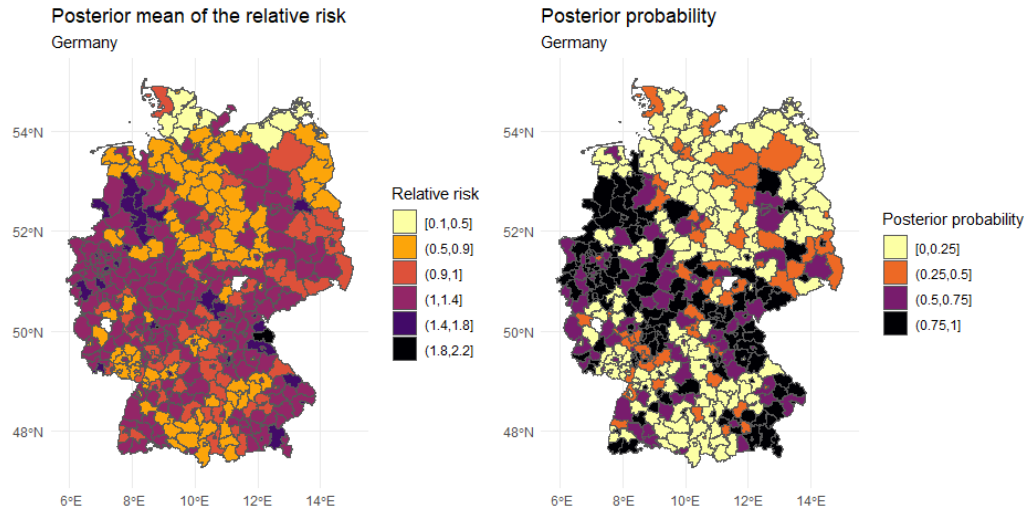 Posterior mean of the relative risk
Germany
54°N
52°N
50°N
48°N
6°E 8°E 10°E 12°E 14°E
Relative risk
[0.1,0.5]
(0.5,0.9]
(0.9,1]
(1,1.4]
(1.4,1.8]
(1.8,2.2]
Posterior probability
Germany
54°N
52°N
50°N
48°N
6°E 8°E 10°E 12°E 14°E
Posterior probability
[0,0.25]
(0.25,0.5]
(0.5,0.75]
(0.75,1]